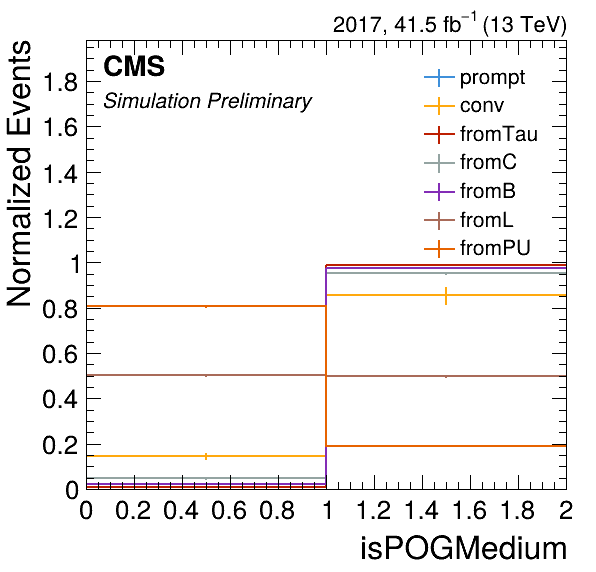 2017, 41.5 fb⁻¹ (13 TeV)
CMS
Simulation Preliminary
prompt
conv
fromTau
fromC
fromB
fromL
fromPU
Normalized Events
1.8
1.6
1.4
1.2
1
0.8
0.6
0.4
0.2
0
0 0.2 0.4 0.6 0.8 1 1.2 1.4 1.6 1.8 2
isPOGMedium